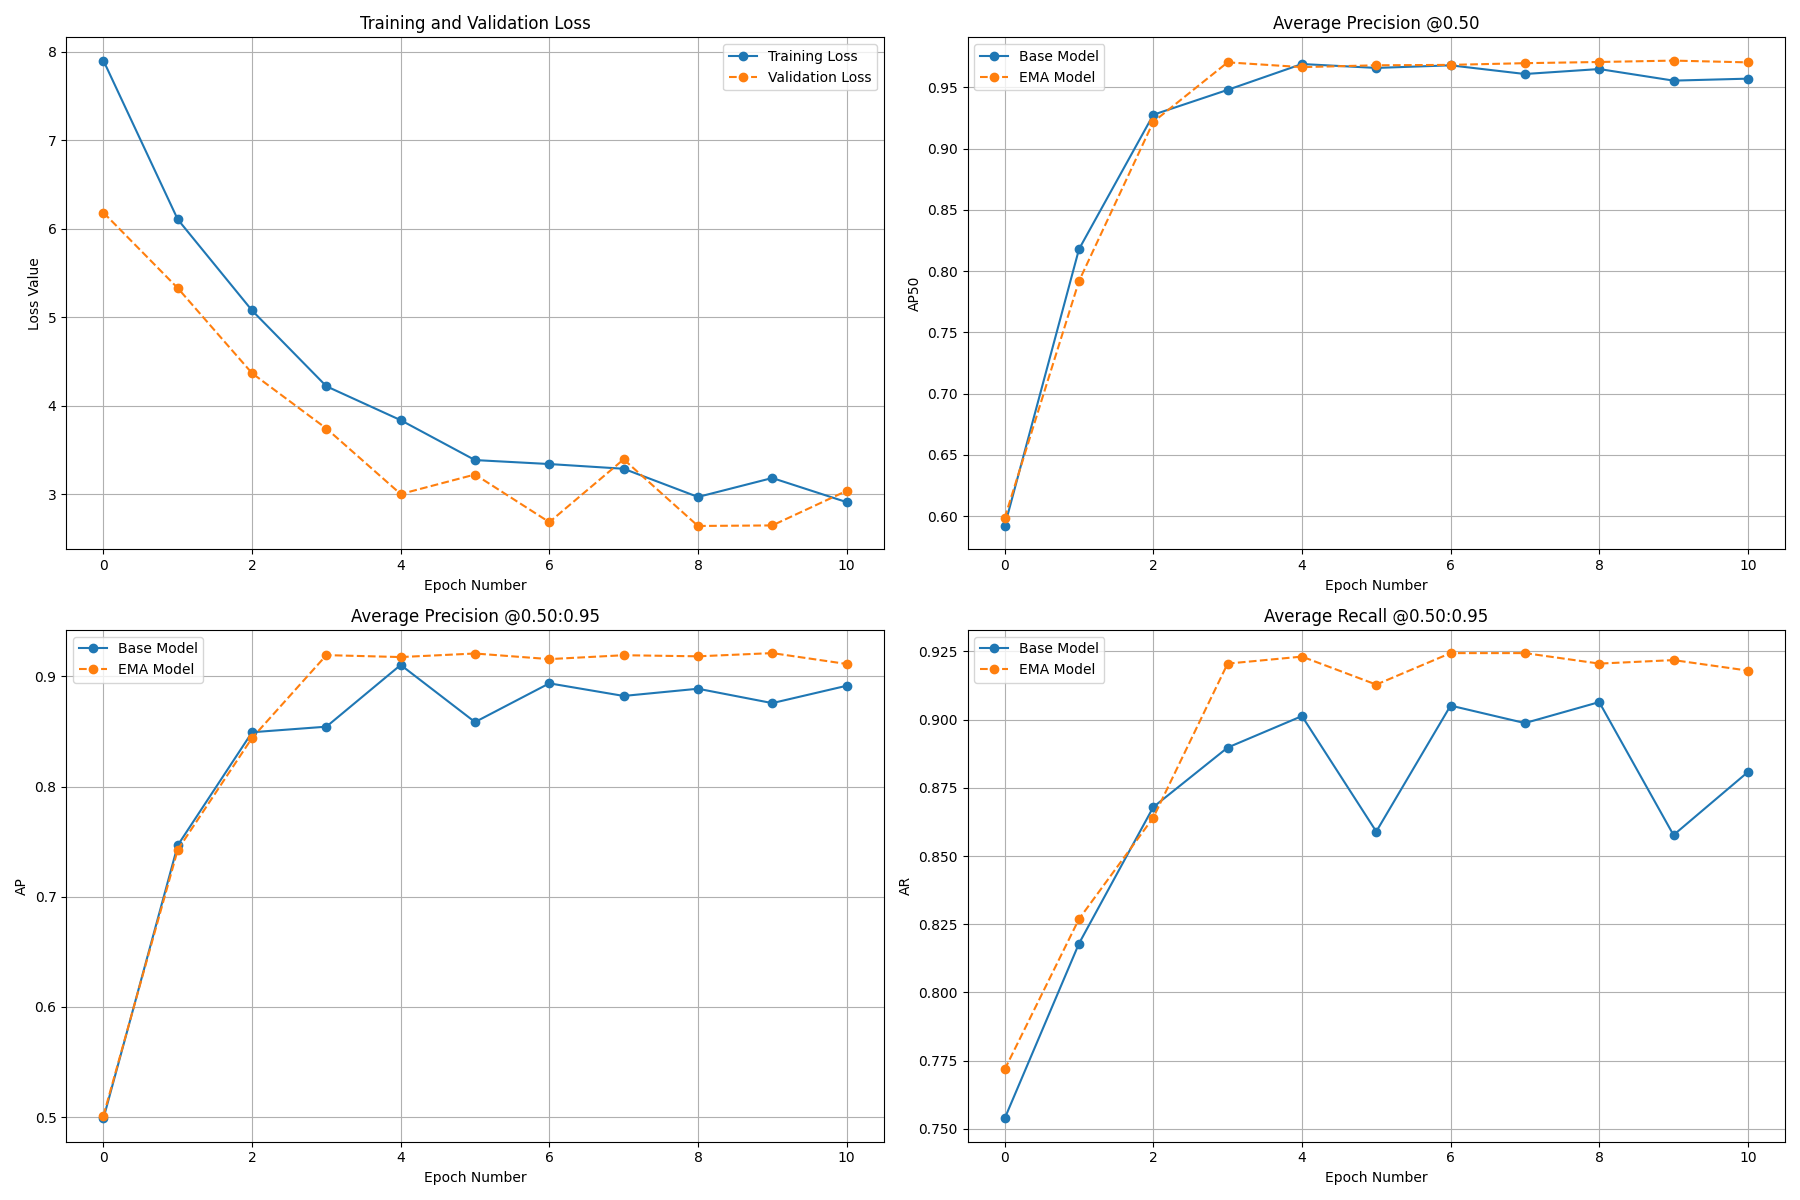 Training and Validation Loss
8
7
6
5
4
3
Loss Value
Training Loss
Validation Loss
0 2 4 6 8 10
Epoch Number
Average Precision @0.50
0.95
0.90
0.85
0.80
0.75
0.70
0.65
0.60
AP50
Base Model
EMA Model
0 2 4 6 8 10
Epoch Number
Average Precision @0.50:0.95
0.9
0.8
0.7
0.6
0.5
AP
Base Model
EMA Model
0 2 4 6 8 10
Epoch Number
Average Recall @0.50:0.95
0.925
0.900
0.875
0.850
0.825
0.800
0.775
0.750
AR
Base Model
EMA Model
0 2 4 6 8 10
Epoch Number